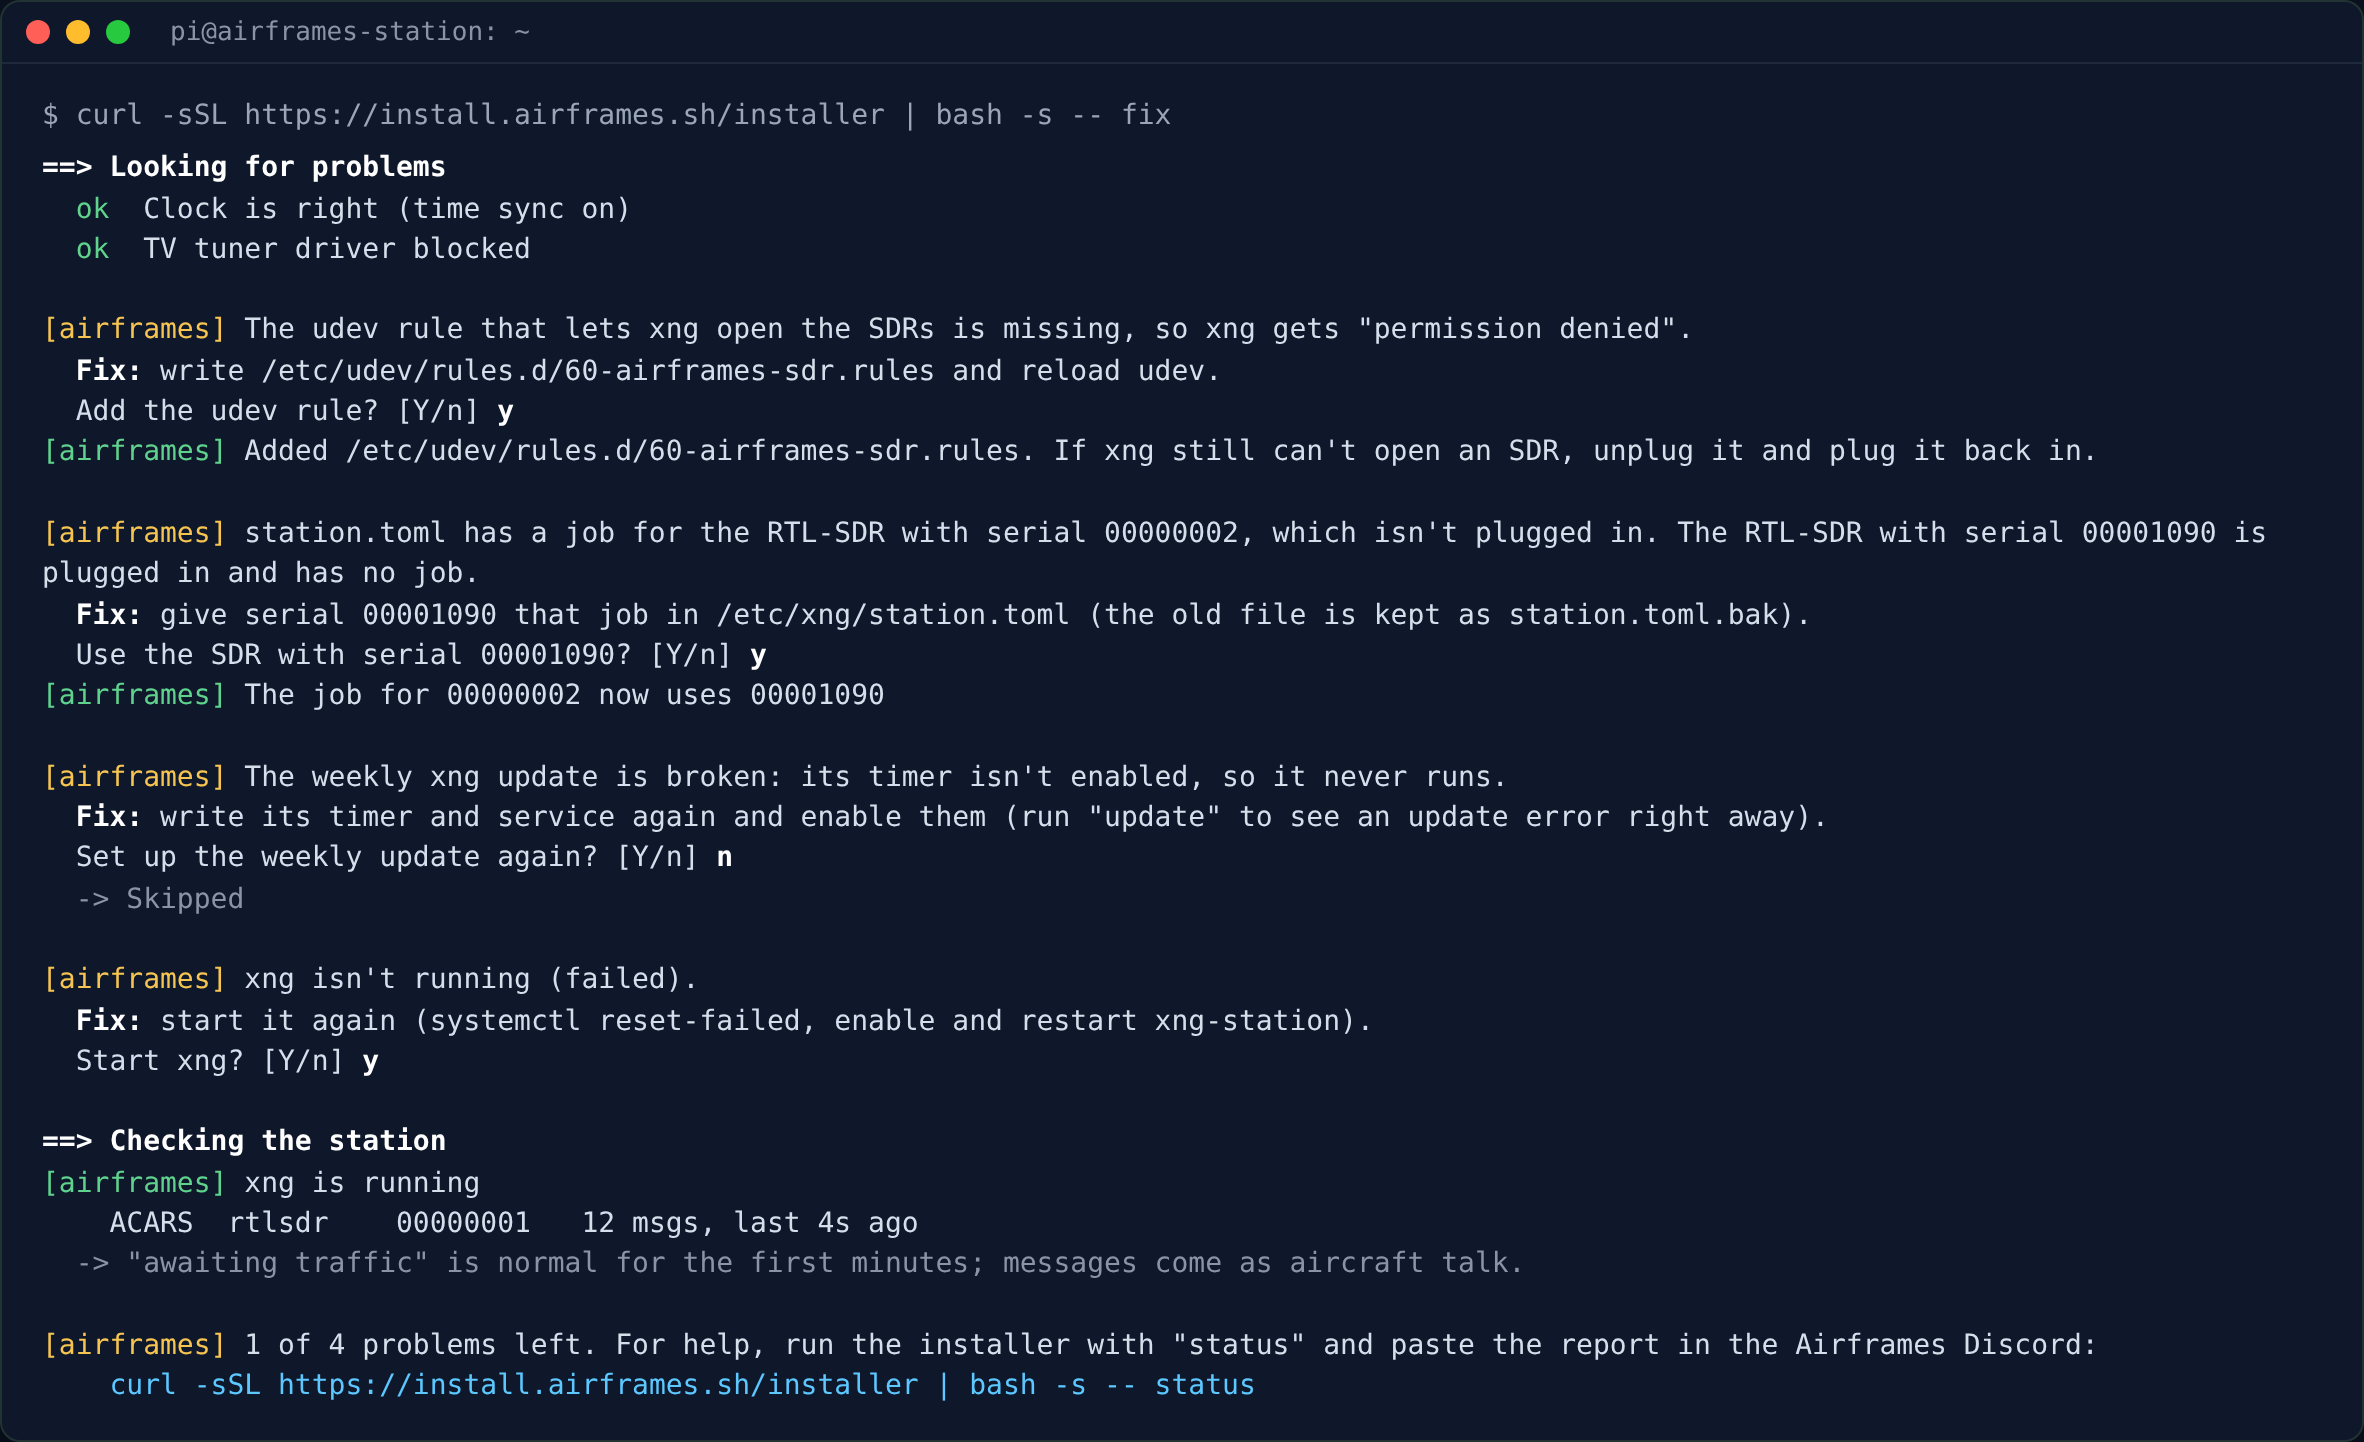 pi@airframes-station: ~
$ curl -sSL https://install.airframes.sh/installer | bash -s -- fix
==> Looking for problems
ok  Clock is right (time sync on)
ok  TV tuner driver blocked
[airframes] The udev rule that lets xng open the SDRs is missing, so xng gets "permission denied".
Fix: write /etc/udev/rules.d/60-airframes-sdr.rules and reload udev.
Add the udev rule? [Y/n] y
[airframes] Added /etc/udev/rules.d/60-airframes-sdr.rules. If xng still can't open an SDR, unplug it and plug it back in.
[airframes] station.toml has a job for the RTL-SDR with serial 00000002, which isn't plugged in. The RTL-SDR with serial 00001090 is
plugged in and has no job.
Fix: give serial 00001090 that job in /etc/xng/station.toml (the old file is kept as station.toml.bak).
Use the SDR with serial 00001090? [Y/n] y
[airframes] The job for 00000002 now uses 00001090
[airframes] The weekly xng update is broken: its timer isn't enabled, so it never runs.
Fix: write its timer and service again and enable them (run "update" to see an update error right away).
Set up the weekly update again? [Y/n] n
-> Skipped
[airframes] xng isn't running (failed).
Fix: start it again (systemctl reset-failed, enable and restart xng-station).
Start xng? [Y/n] y
==> Checking the station
[airframes] xng is running
ACARS  rtlsdr    00000001   12 msgs, last 4s ago
-> "awaiting traffic" is normal for the first minutes; messages come as aircraft talk.
[airframes] 1 of 4 problems left. For help, run the installer with "status" and paste the report in the Airframes Discord:
curl -sSL https://install.airframes.sh/installer | bash -s -- status